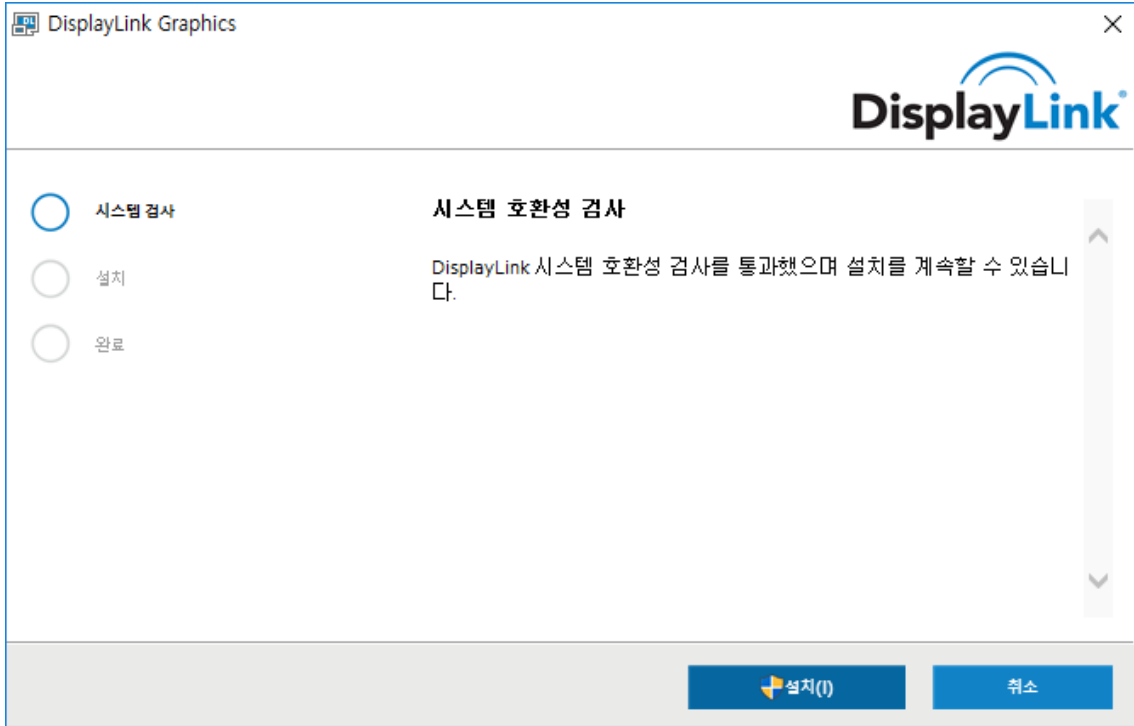 DisplayLink Graphics
DisplayLink
시스템 검사
설치
완료
시스템 호환성 검사
DisplayLink 시스템 호환성 검사를 통과했으며 설치를 계속할 수 있습니
다.
설치(I)
취소